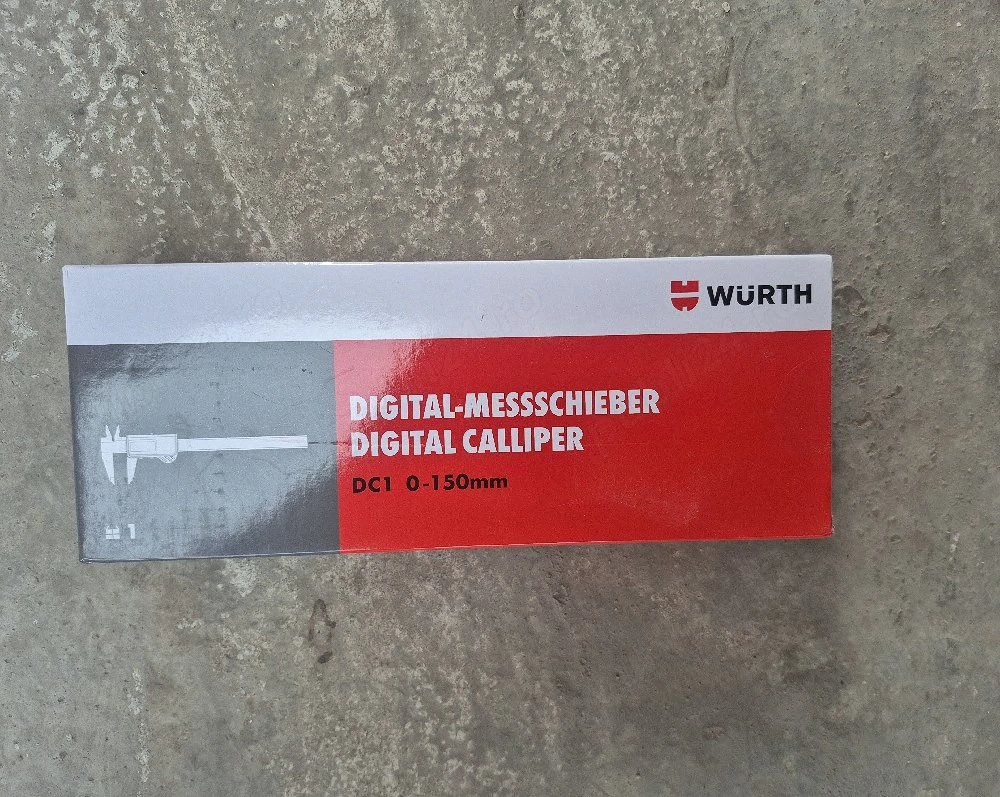 WÜRTH
DIGITAL-MESSSCHIEBER
DIGITAL CALLIPER
DC1 0-150mm
1